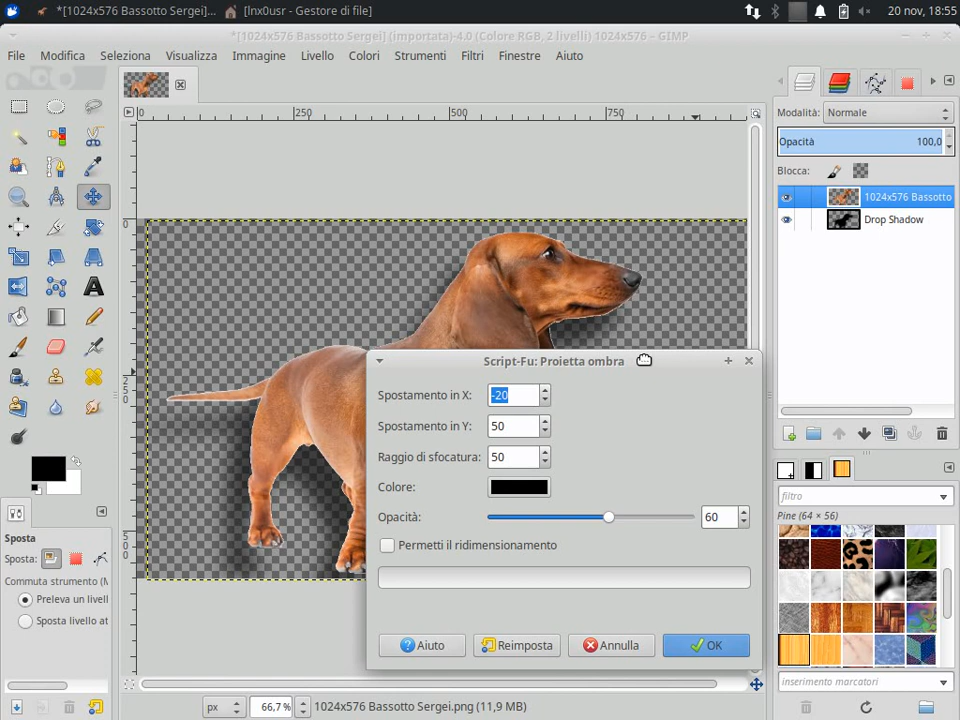 *[1024x576 Bassotto Sergei]...
[lnx0usr - Gestore di file]
20 nov, 18:55
*[1024x576 Bassotto Sergei] (importata)-4.0 (Colore RGB, 2 livelli) 1024x576 – GIMP
File Modifica Seleziona Visualizza Immagine Livello Colori Strumenti Filtri Finestre Aiuto
0 250 500 750
0
250
500
Modalità: Normale
Opacità 100,0
Blocca:
1024x576 Bassotto
Drop Shadow
Script-Fu: Proietta ombra
Spostamento in X: -20
Spostamento in Y: 50
Raggio di sfocatura: 50
Colore:
Opacità: 60
Permetti il ridimensionamento
Aiuto Reimposta Annulla OK
Sposta
Sposta:
Commuta strumento (M
Preleva un livell
Sposta livello at
filtro
Pine (64 × 56)
inserimento marcatori
px 66,7 % 1024x576 Bassotto Sergei.png (11,9 MB)